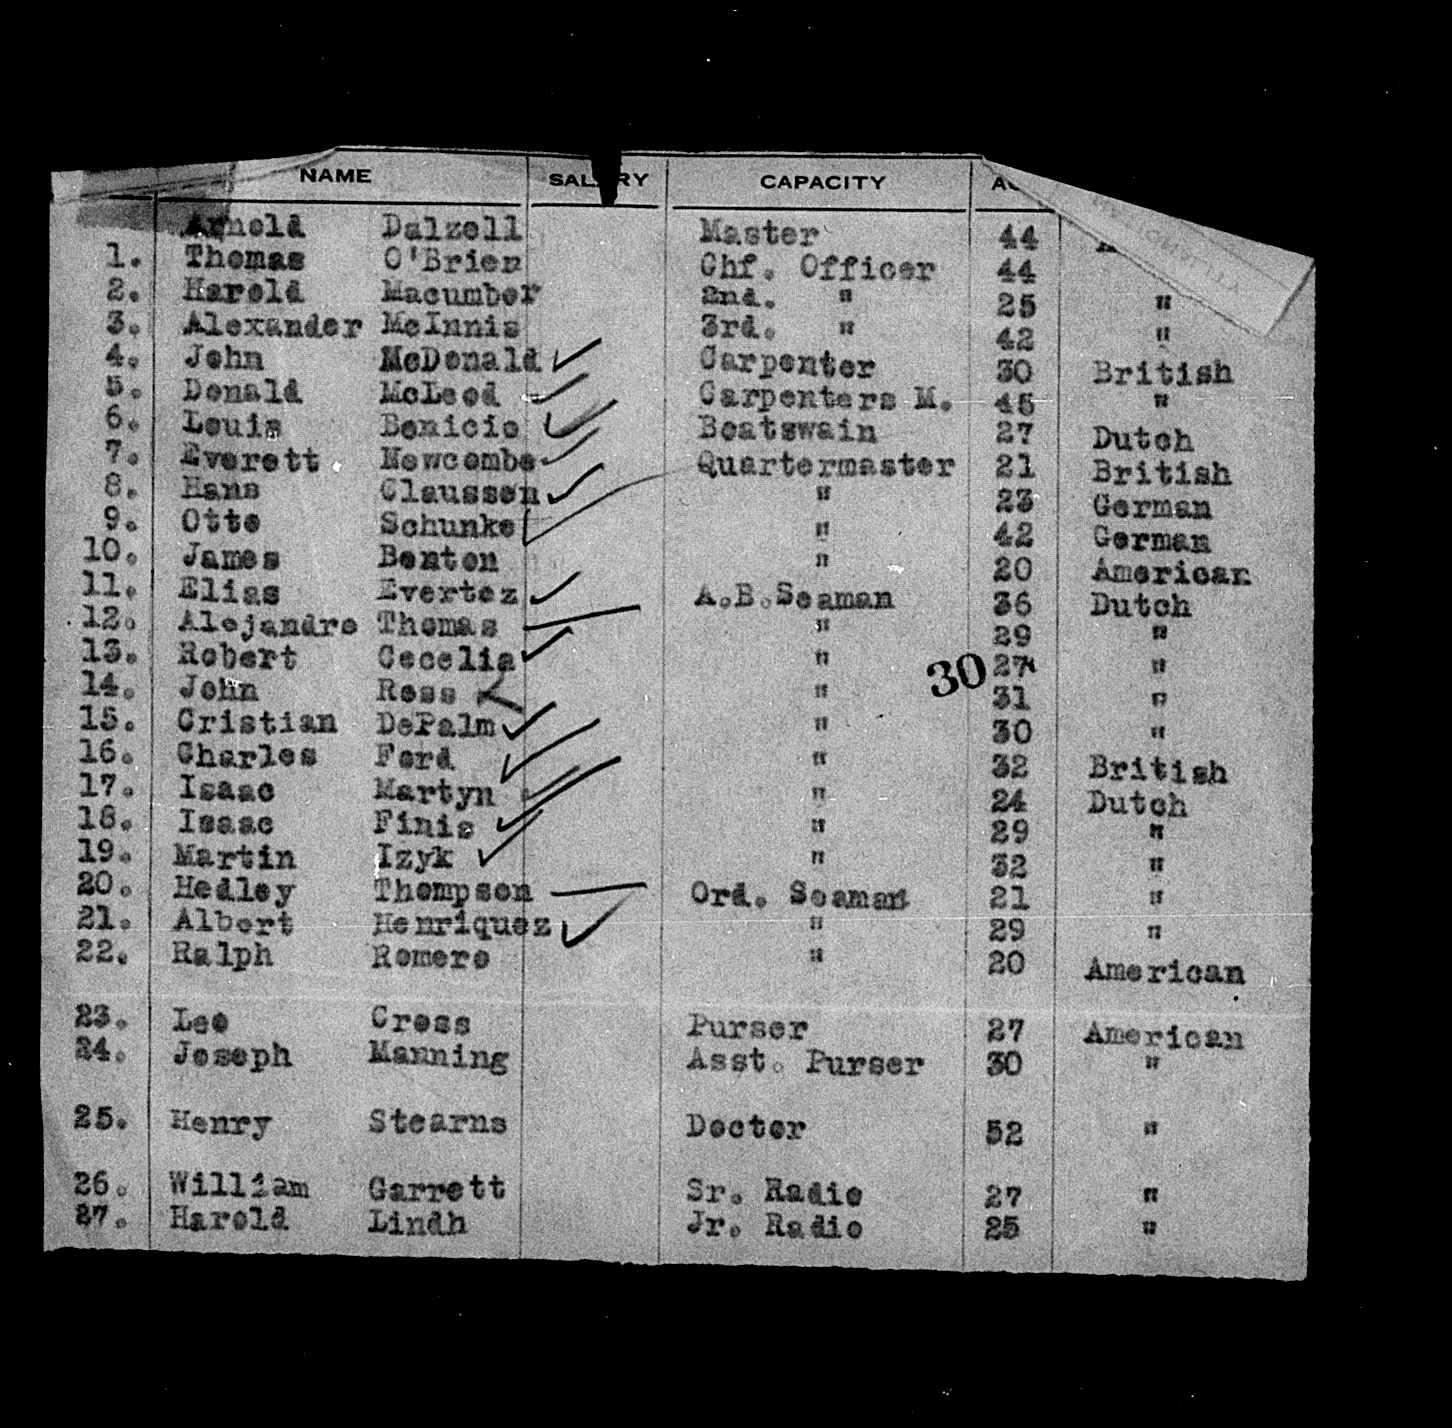 NAME SALARY CAPACITY
Arnold Dalzell Master 44
1. Thomas O'Brien Chf. Officer 44
2. Harold Macumber 2nd. " 25 "
3. Alexander McInnis 3rd. " 42 "
4. John McDonald Carpenter 30 British
5. Donald McLeod Carpenters M. 45 "
6. Louis Bonicio Boatswain 27 Dutch
7. Everett Newcombe Quartermaster 21 British
8. Hans Claussen " 23 German
9. Otto Schunke " 42 German
10. James Benton " 20 American
11. Elias Evertsz A.B.Seaman 36 Dutch
12. Alejandro Thomas " 29 "
13. Robert Cecelia " 30 27 "
14. John Ross " 31 "
15. Cristian DePalm " 30 "
16. Charles Ford " 32 British
17. Isaac Martyn " 24 Dutch
18. Isaac Finis " 29 "
19. Martin Izyk " 32 "
20. Hedley Thompson Ord. Seaman 21 "
21. Albert Henriquez " 29 "
22. Ralph Romero " 20 American
23. Leo Cross Purser 27 American
24. Joseph Manning Asst. Purser 30 "
25. Henry Stearns Doctor 52 "
26. William Garrett Sr. Radio 27 "
27. Harold Lindh Jr. Radio 25 "